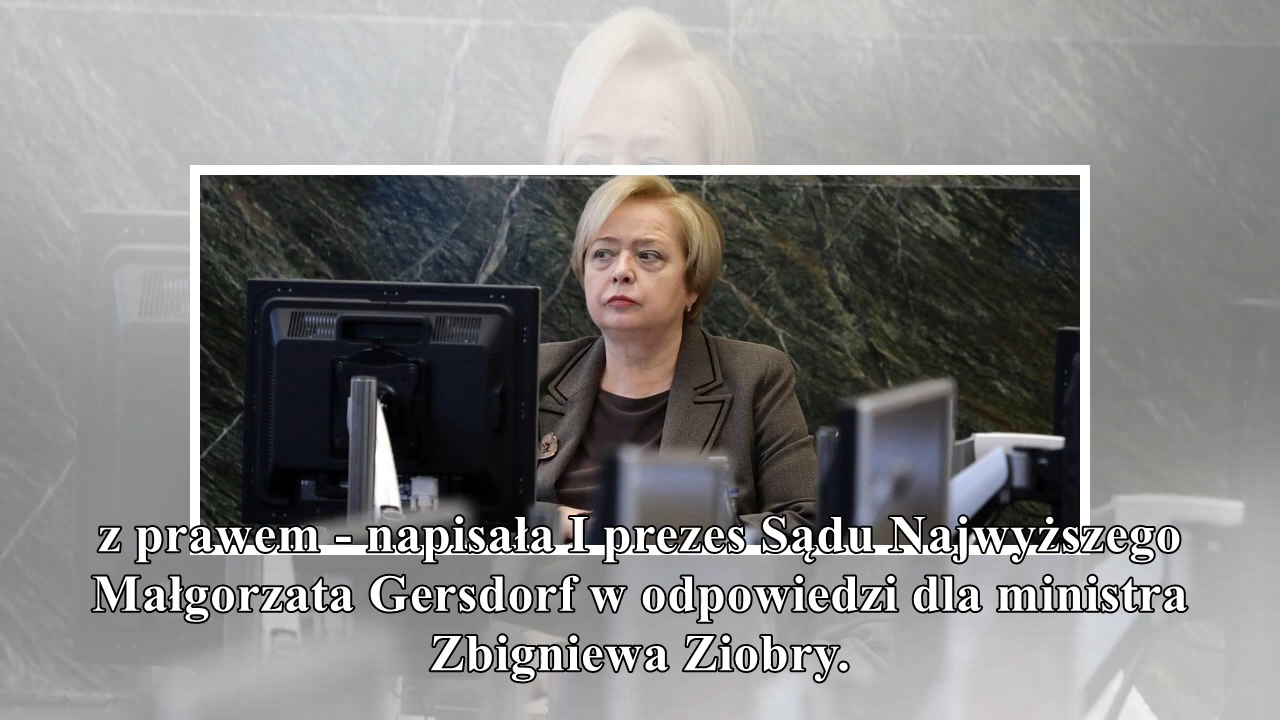 z prawem - napisała I prezes Sądu Najwyższego
Małgorzata Gersdorf w odpowiedzi dla ministra
Zbigniewa Ziobry.